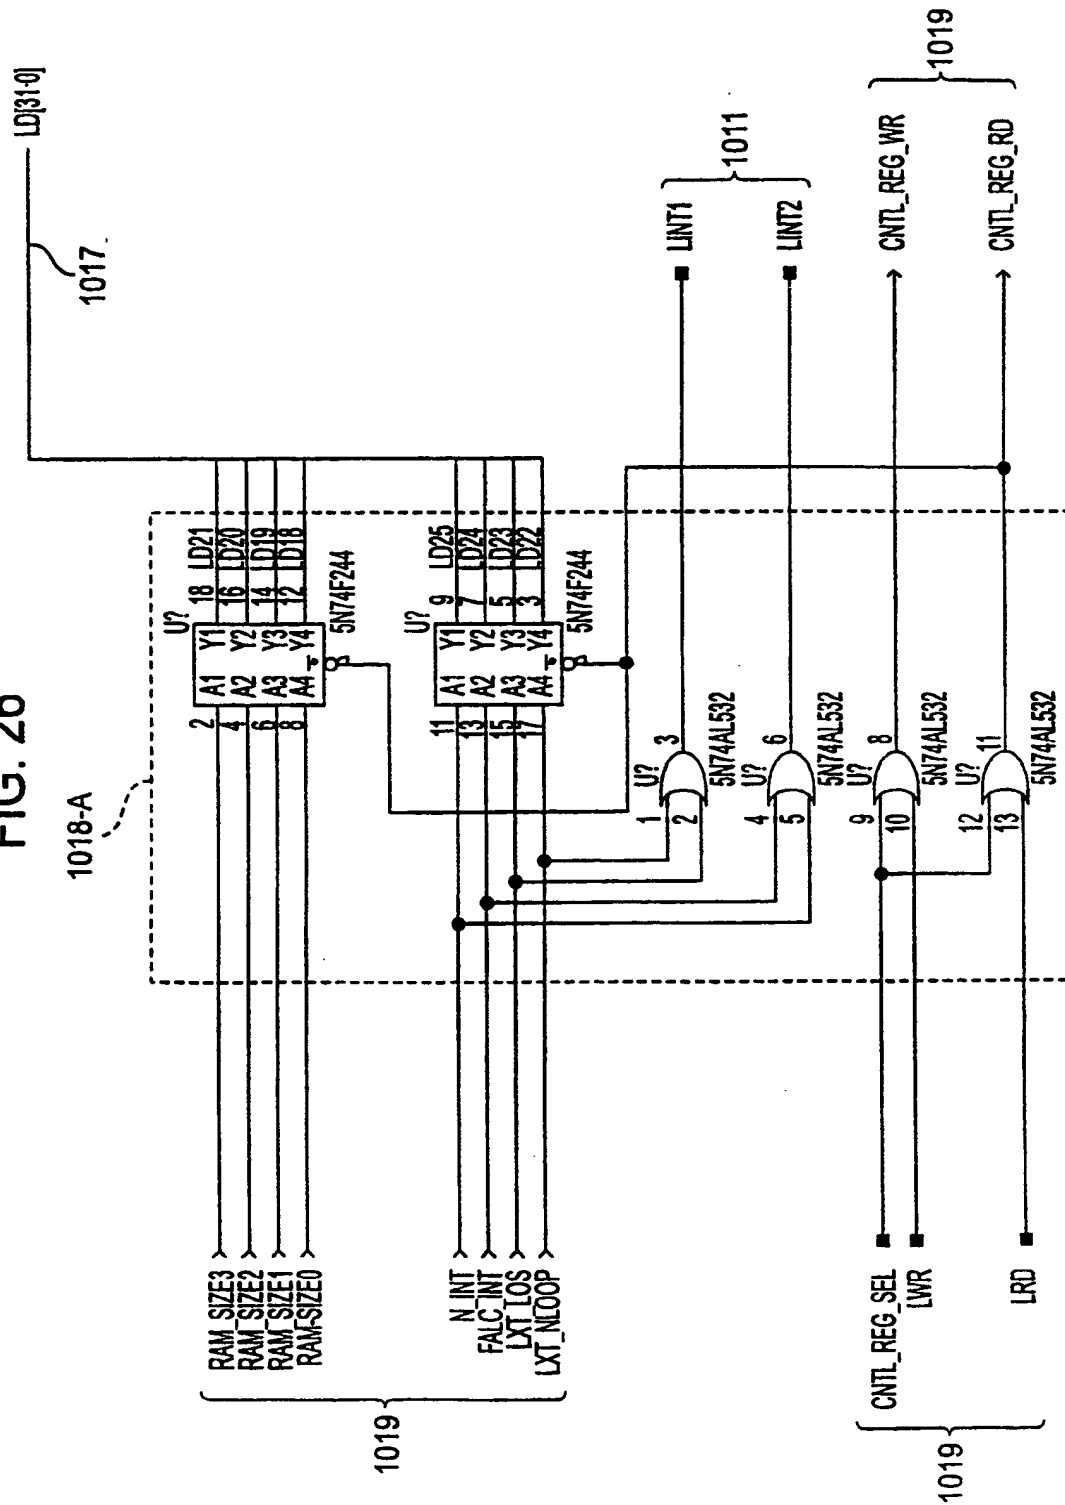 FIG. 26
1018-A
LD[31-0]
1017
U?
2 A1 Y1 18 LD21
4 A2 Y2 16 LD20
6 A3 Y3 14 LD19
8 A4 Y4 12 LD18
5N74F244
U?
11 A1 Y1 9 LD25
13 A2 Y2 7 LD24
15 A3 Y3 5 LD23
17 A4 Y4 3 LD22
5N74F244
RAM_SIZE3
RAM_SIZE2
RAM_SIZE1
RAM-SIZE0
N_INT
FALC_INT
LXT_LOS
LXT_NLOOP
1019
U?
1
2
3
5N74AL532
LINT1
U?
4
5
6
5N74AL532
LINT2
1011
U?
9
10
8
5N74AL532
CNTL_REG_WR
U?
12
13
11
5N74AL532
CNTL_REG_RD
1019
CNTL_REG_SEL
LWR
LRD
1019